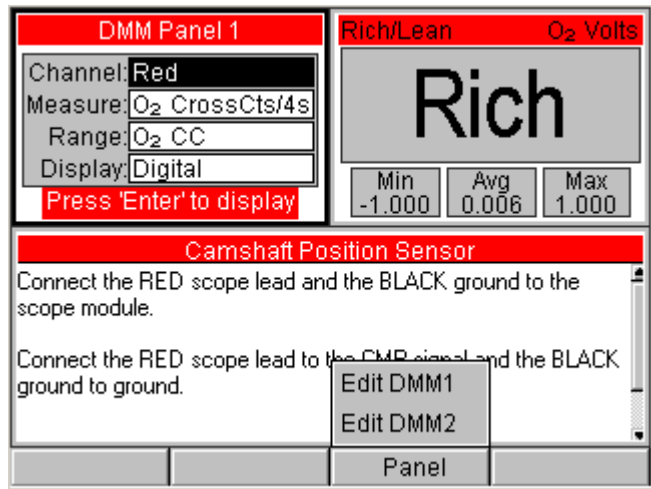 DMM Panel 1
Channel: Red
Measure: O₂ CrossCts/4s
Range: O₂ CC
Display: Digital
Press 'Enter' to display
Rich/Lean O₂ Volts
Rich
Min Avg Max
-1.000 0.006 1.000
Camshaft Position Sensor
Connect the RED scope lead and the BLACK ground to the
scope module.
Connect the RED scope lead to the CMP signal and the BLACK
ground to ground.
Edit DMM1
Edit DMM2
Panel